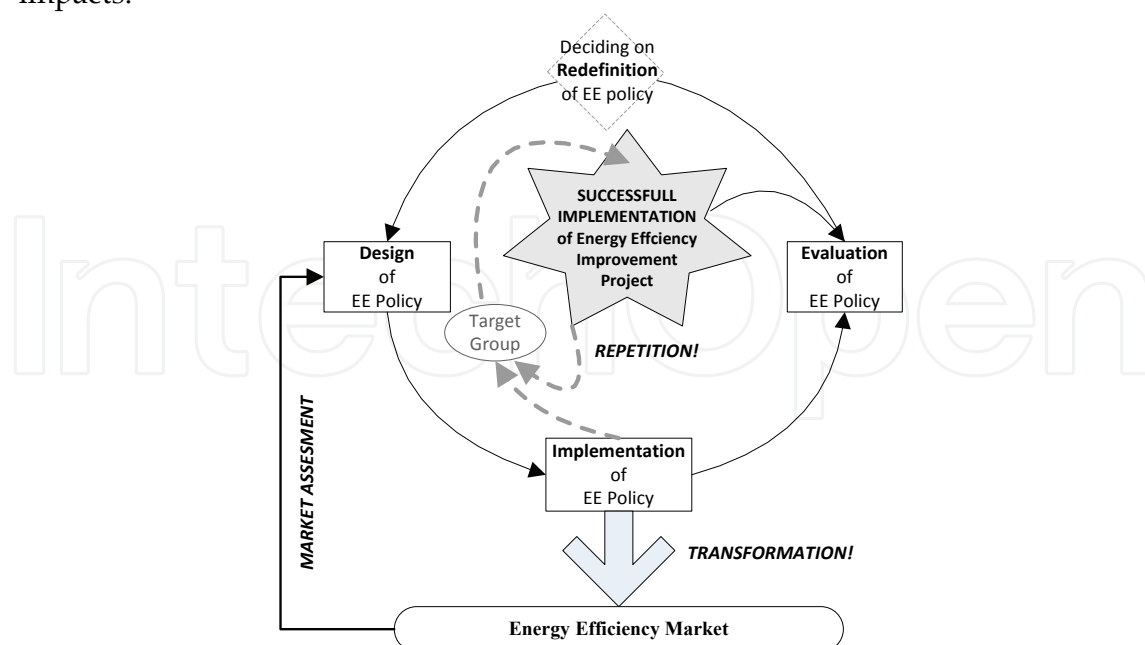 impacts.
Deciding on
Redefinition
of EE policy
SUCCESSFULL
IMPLEMENTATION
of Energy Effciency
Improvement
Project
Design
of
EE Policy
Evaluation
of
EE Policy
Target
Group
REPETITION!
Implementation
of
EE Policy
MARKET ASSESMENT
TRANSFORMATION!
Energy Efficiency Market
IntechOpen